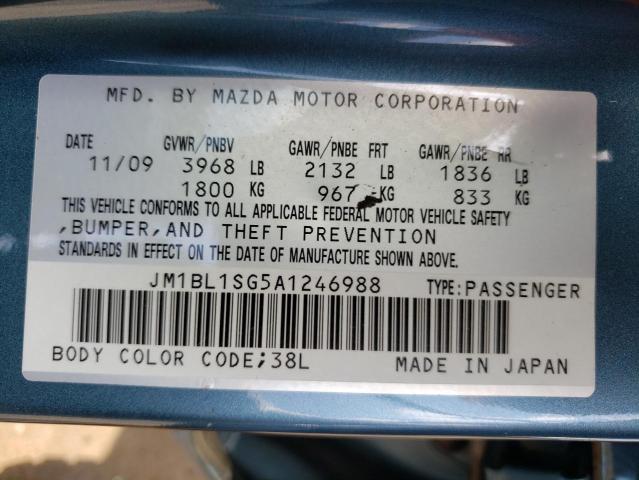 MFD. BY MAZDA MOTOR CORPORATION
DATE GVWR/PNBV GAWR/PNBE FRT GAWR/PNBE RR
11/09 3968 LB 2132 LB 1836 LB
1800 KG 967 KG 833 KG
THIS VEHICLE CONFORMS TO ALL APPLICABLE FEDERAL MOTOR VEHICLE SAFETY
,BUMPER,AND THEFT PREVENTION
STANDARDS IN EFFECT ON THE DATE OF MANUFACTURE SHOWN ABOVE.
JM1BL1SG5A1246988 TYPE:PASSENGER
BODY COLOR CODE;38L MADE IN JAPAN